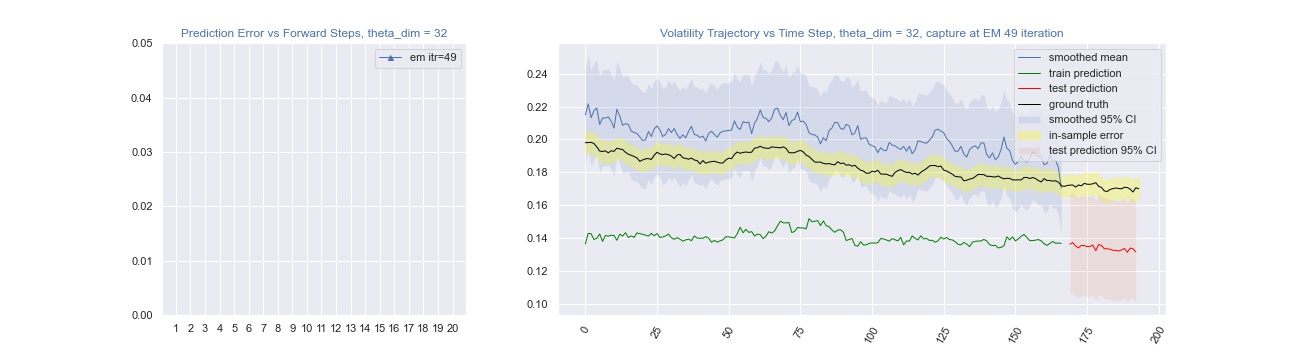 Prediction Error vs Forward Steps, theta_dim = 32
0.05
0.04
0.03
0.02
0.01
0.00
em itr=49
1 2 3 4 5 6 7 8 9 10 11 12 13 14 15 16 17 18 19 20
Volatility Trajectory vs Time Step, theta_dim = 32, capture at EM 49 iteration
0.24
0.22
0.20
0.18
0.16
0.14
0.12
0.10
smoothed mean
train prediction
test prediction
ground truth
smoothed 95% CI
in-sample error
test prediction 95% CI
0 25 50 75 100 125 150 175 200